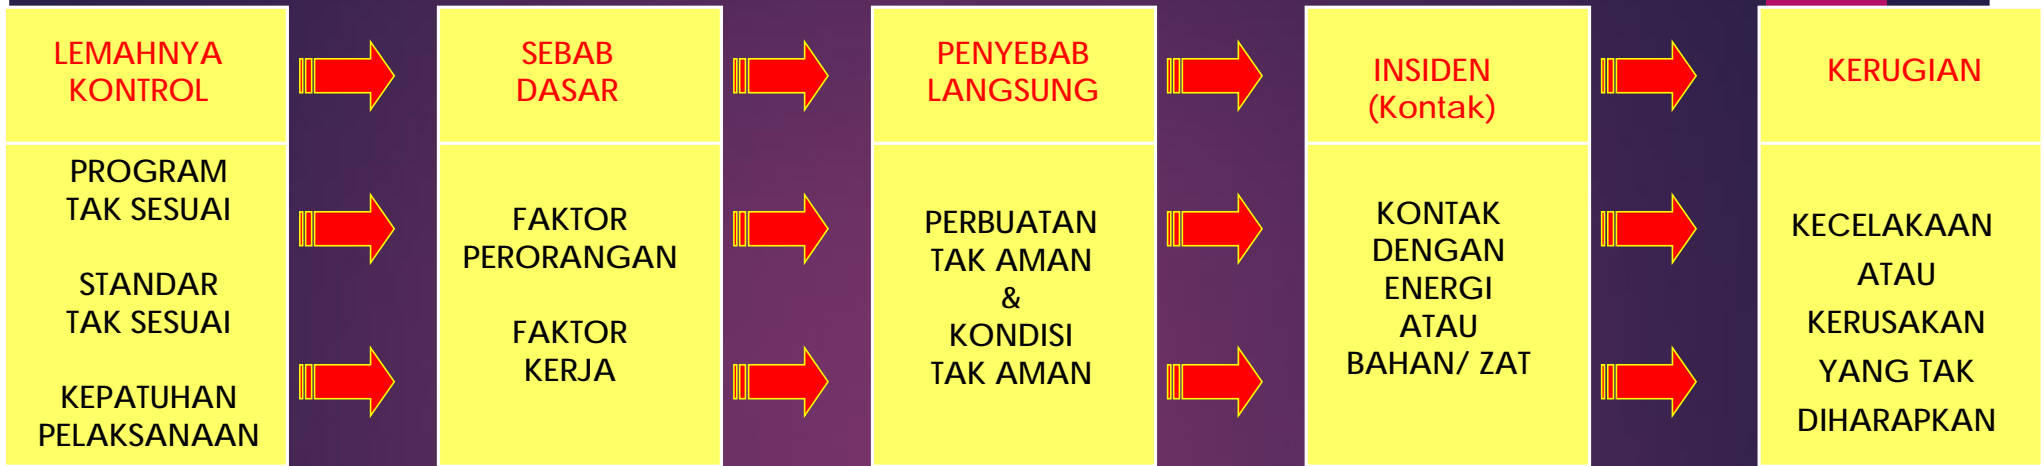 LEMAHNYA
KONTROL
SEBAB
DASAR
PENYEBAB
LANGSUNG
INSIDEN
(Kontak)
KERUGIAN
PROGRAM
TAK SESUAI
STANDAR
TAK SESUAI
KEPATUHAN
PELAKSANAAN
FAKTOR
PERORANGAN
FAKTOR
KERJA
PERBUATAN
TAK AMAN
&
KONDISI
TAK AMAN
KONTAK
DENGAN
ENERGI
ATAU
BAHAN/ ZAT
KECELAKAAN
ATAU
KERUSAKAN
YANG TAK
DIHARAPKAN